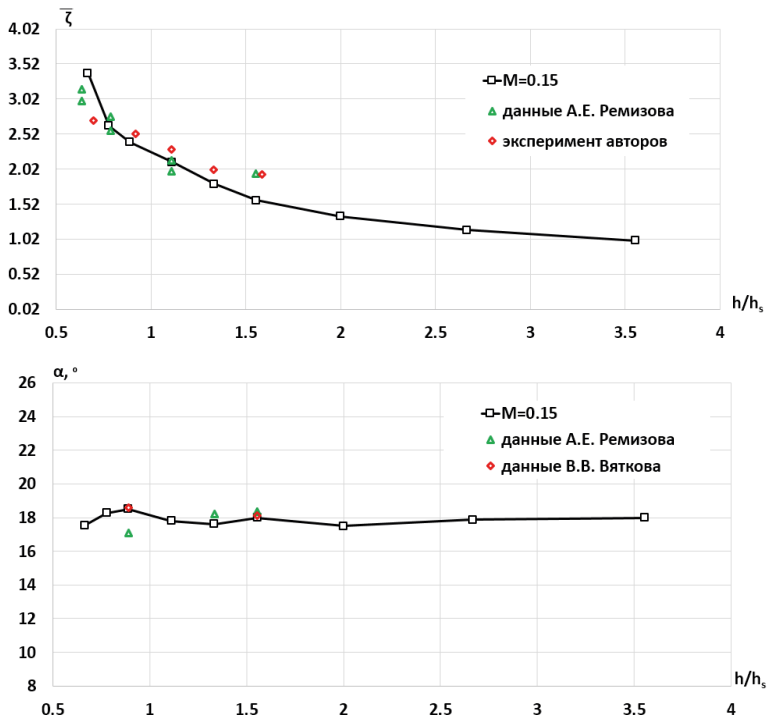 ζ̅
4.02
3.52
3.02
2.52
2.02
1.52
1.02
0.52
0.02
M=0.15
данные А.Е. Ремизова
эксперимент авторов
0.5 1 1.5 2 2.5 3 3.5 4
h/hs
α, °
26
24
22
20
18
16
14
12
10
8
M=0.15
данные А.Е. Ремизова
данные В.В. Вяткова
h/hs
0.5 1 1.5 2 2.5 3 3.5 4